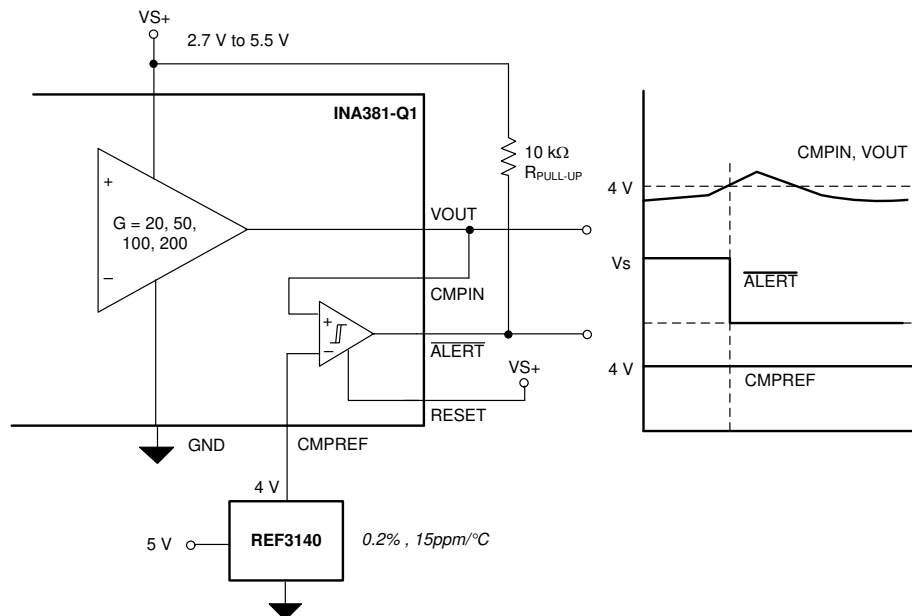 VS+
2.7 V to 5.5 V
INA381-Q1
10 kΩ
R_PULL-UP
CMPIN, VOUT
4 V
+
G = 20, 50,
100, 200
−
VOUT
Vs
ALERT
CMPIN
+
−
ALERT
VS+
4 V
CMPREF
RESET
GND
CMPREF
4 V
5 V
REF3140
0.2% , 15ppm/°C